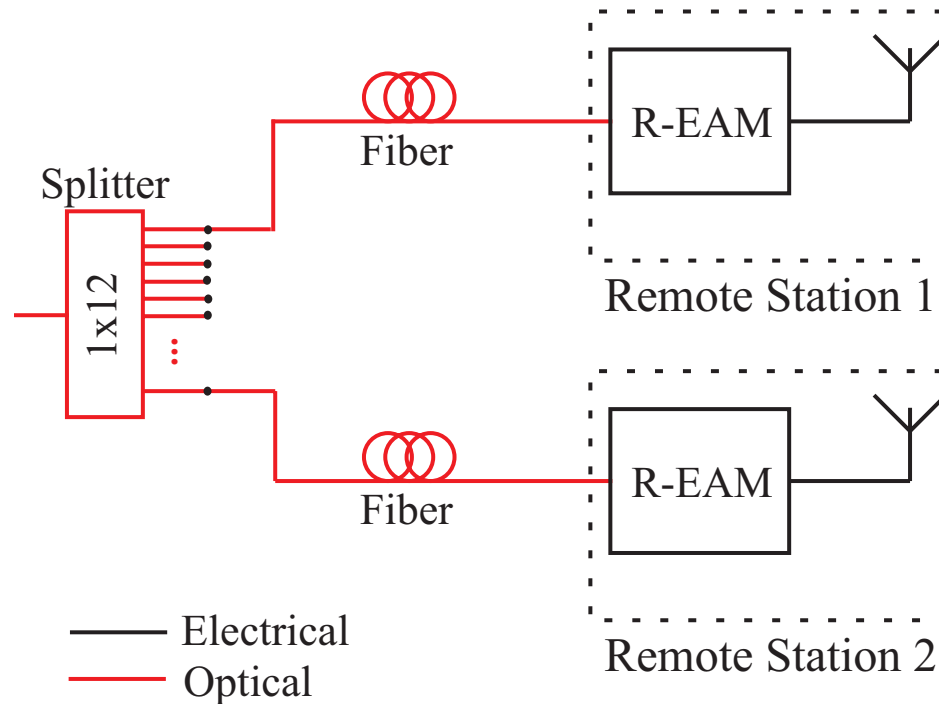 Splitter
1x12
Fiber
R-EAM
Remote Station 1
Fiber
R-EAM
Remote Station 2
Electrical
Optical